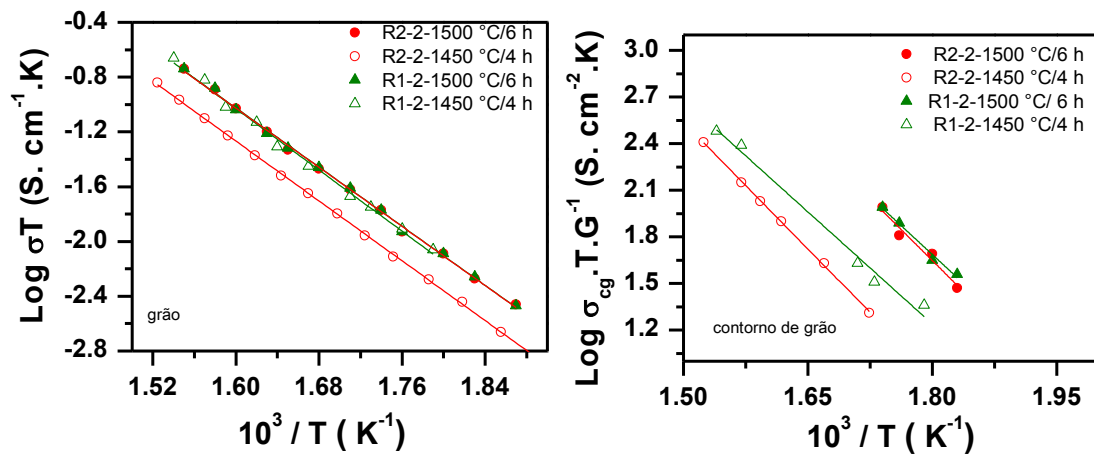 Log σT (S. cm⁻¹.K)
-0.4
-0.8
-1.2
-1.6
-2.0
-2.4
-2.8
R2-2-1500 °C/6 h
R2-2-1450 °C/4 h
R1-2-1500 °C/6 h
R1-2-1450 °C/4 h
grão
1.52 1.60 1.68 1.76 1.84
10³ / T ( K⁻¹)
Log σcg.T.G⁻¹ (S. cm⁻².K)
3.0
2.7
2.4
2.1
1.8
1.5
1.2
R2-2-1500 °C/6 h
R2-2-1450 °C/4 h
R1-2-1500 °C/ 6 h
R1-2-1450 °C/4 h
contorno de grão
1.50 1.65 1.80 1.95
10³ / T ( K⁻¹)